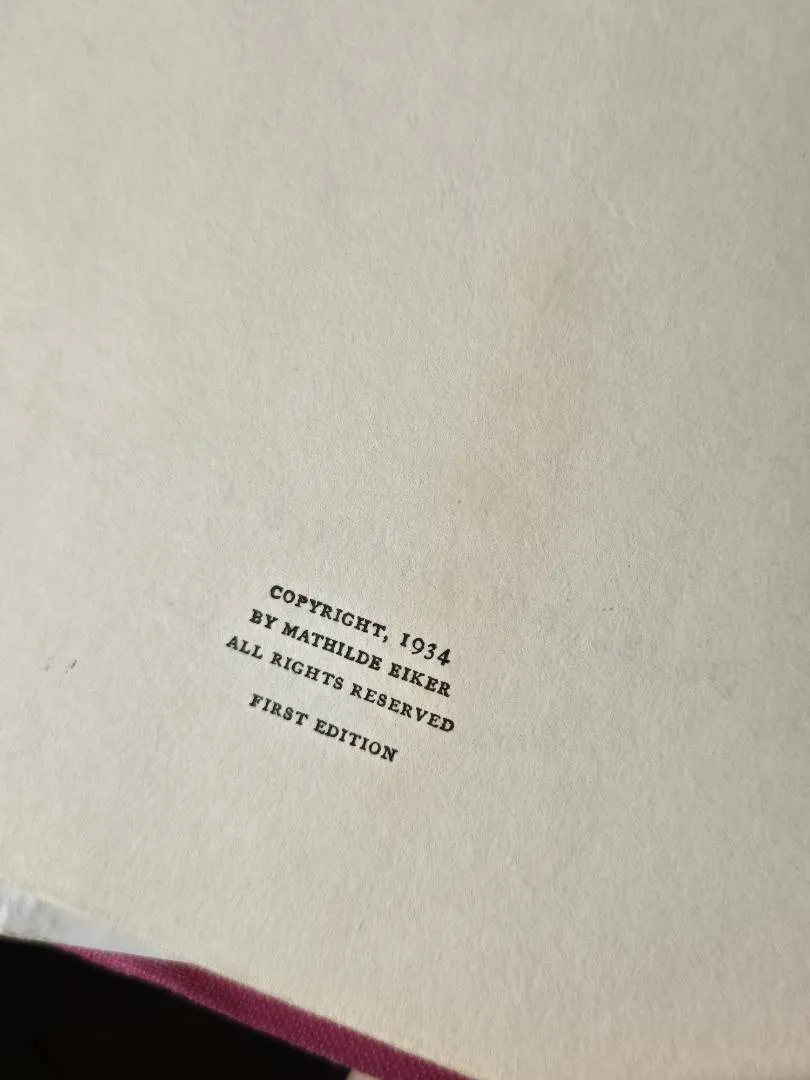 COPYRIGHT, 1934
BY MATHILDE EIKER
ALL RIGHTS RESERVED
FIRST EDITION